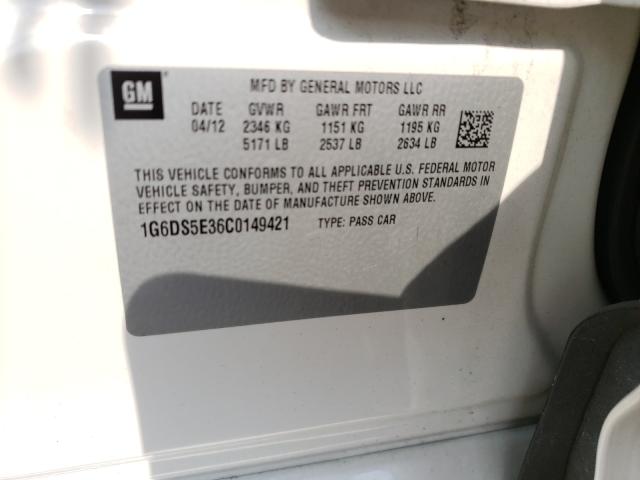 GM
MFD BY GENERAL MOTORS LLC
DATE GVWR GAWR FRT GAWR RR
04/12 2346 KG 1151 KG 1195 KG
5171 LB 2537 LB 2634 LB
THIS VEHICLE CONFORMS TO ALL APPLICABLE U.S. FEDERAL MOTOR
VEHICLE SAFETY, BUMPER, AND THEFT PREVENTION STANDARDS IN
EFFECT ON THE DATE OF MANUFACTURE SHOWN ABOVE.
1G6DS5E36C0149421 TYPE: PASS CAR